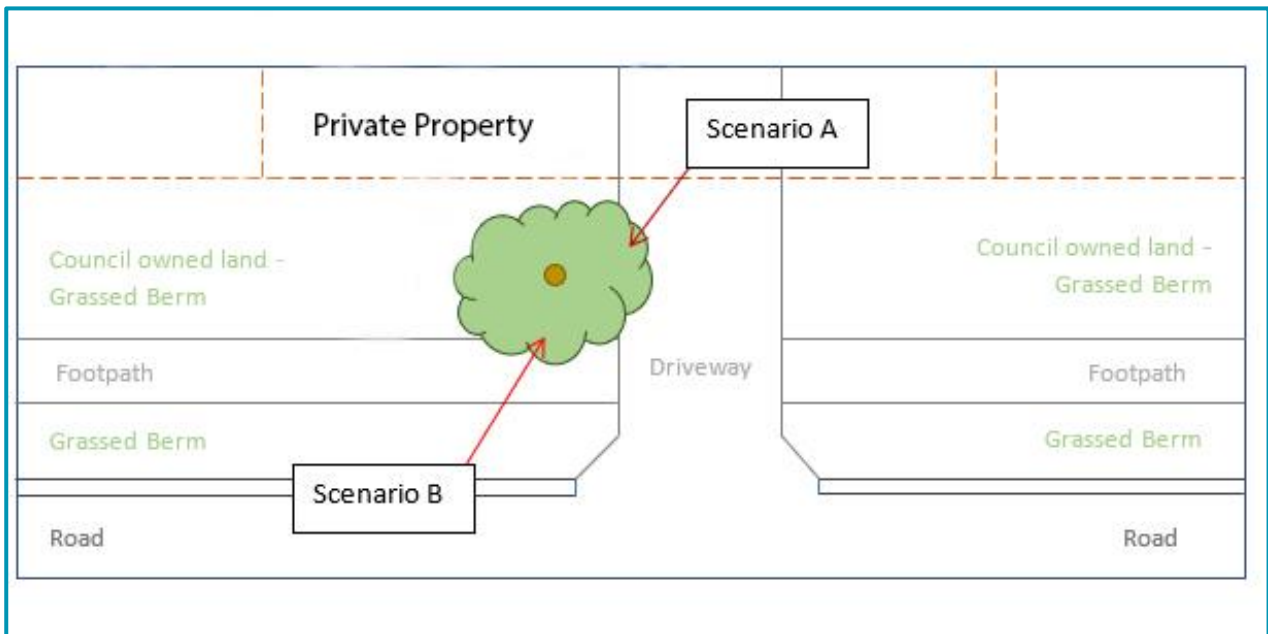 Private Property
Scenario A
Council owned land -
Grassed Berm
Council owned land -
Grassed Berm
Footpath
Driveway
Footpath
Grassed Berm
Grassed Berm
Scenario B
Road
Road